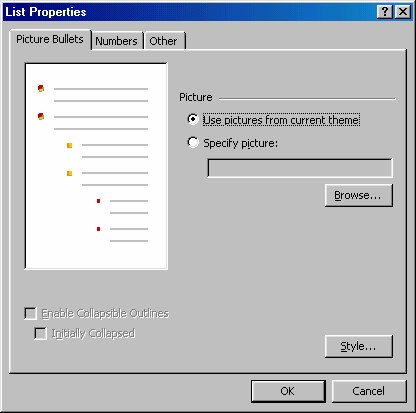 List Properties
Picture Bullets Numbers Other
Picture
Use pictures from current theme
Specify picture:
Browse...
Enable Collapsible Outlines
Initially Collapsed
Style...
OK Cancel